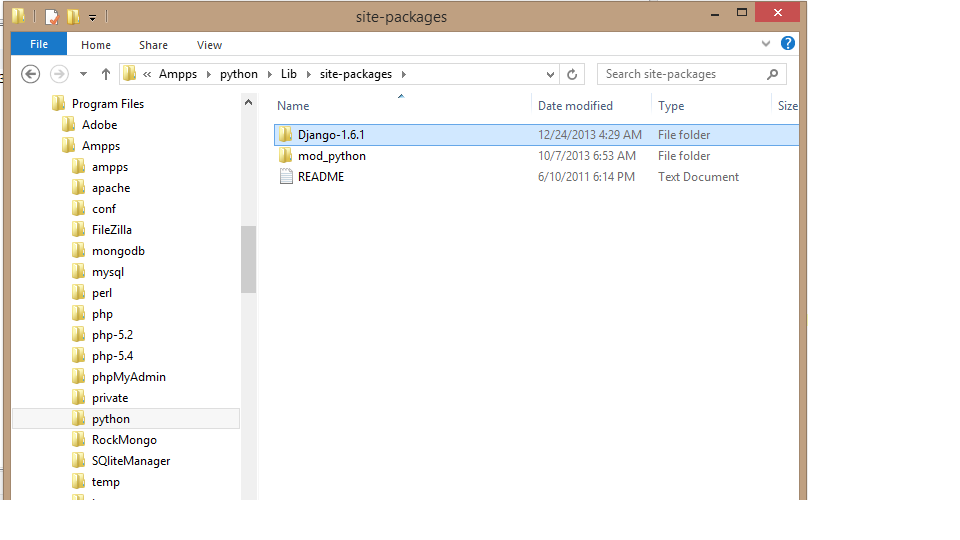 site-packages
File Home Share View
« Ampps python Lib site-packages Search site-packages
Name Date modified Type Size
Program Files
Adobe
Ampps
ampps
apache
conf
FileZilla
mongodb
mysql
perl
php
php-5.2
php-5.4
phpMyAdmin
private
python
RockMongo
SQliteManager
temp
Django-1.6.1 12/24/2013 4:29 AM File folder
mod_python 10/7/2013 6:53 AM File folder
README 6/10/2011 6:14 PM Text Document